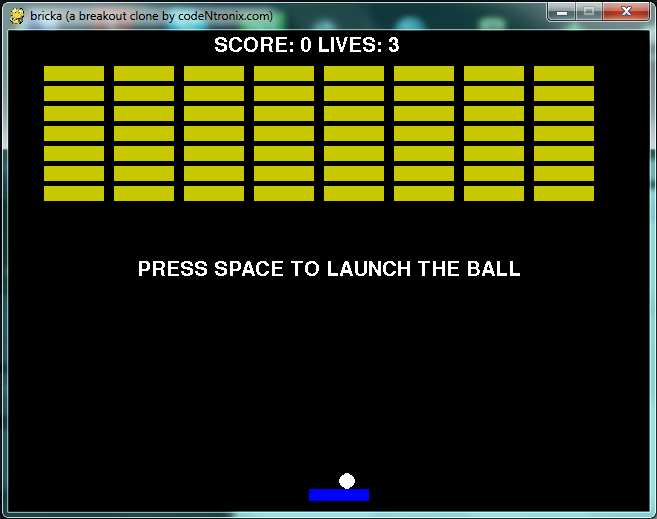 bricka (a breakout clone by codeNtronix.com)
SCORE: 0 LIVES: 3
PRESS SPACE TO LAUNCH THE BALL